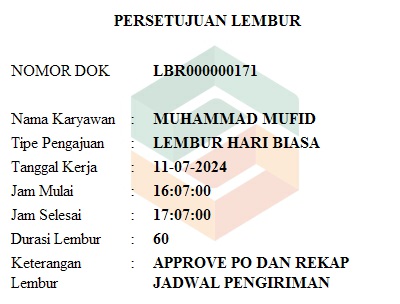 PERSETUJUAN LEMBUR
NOMOR DOK LBR000000171
Nama Karyawan : MUHAMMAD MUFID
Tipe Pengajuan : LEMBUR HARI BIASA
Tanggal Kerja : 11-07-2024
Jam Mulai : 16:07:00
Jam Selesai : 17:07:00
Durasi Lembur : 60
Keterangan : APPROVE PO DAN REKAP
Lembur JADWAL PENGIRIMAN